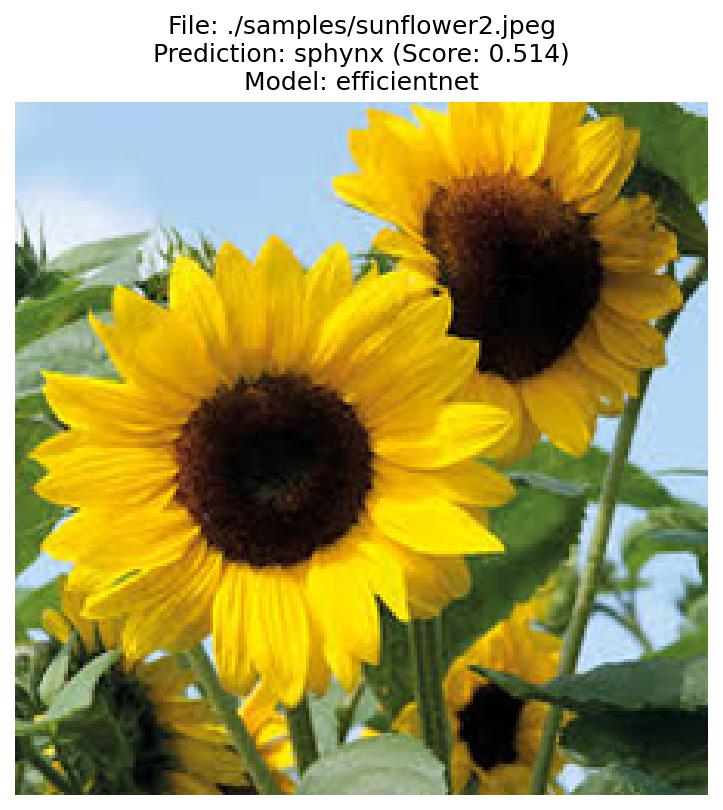 File: ./samples/sunflower2.jpeg
Prediction: sphynx (Score: 0.514)
Model: efficientnet